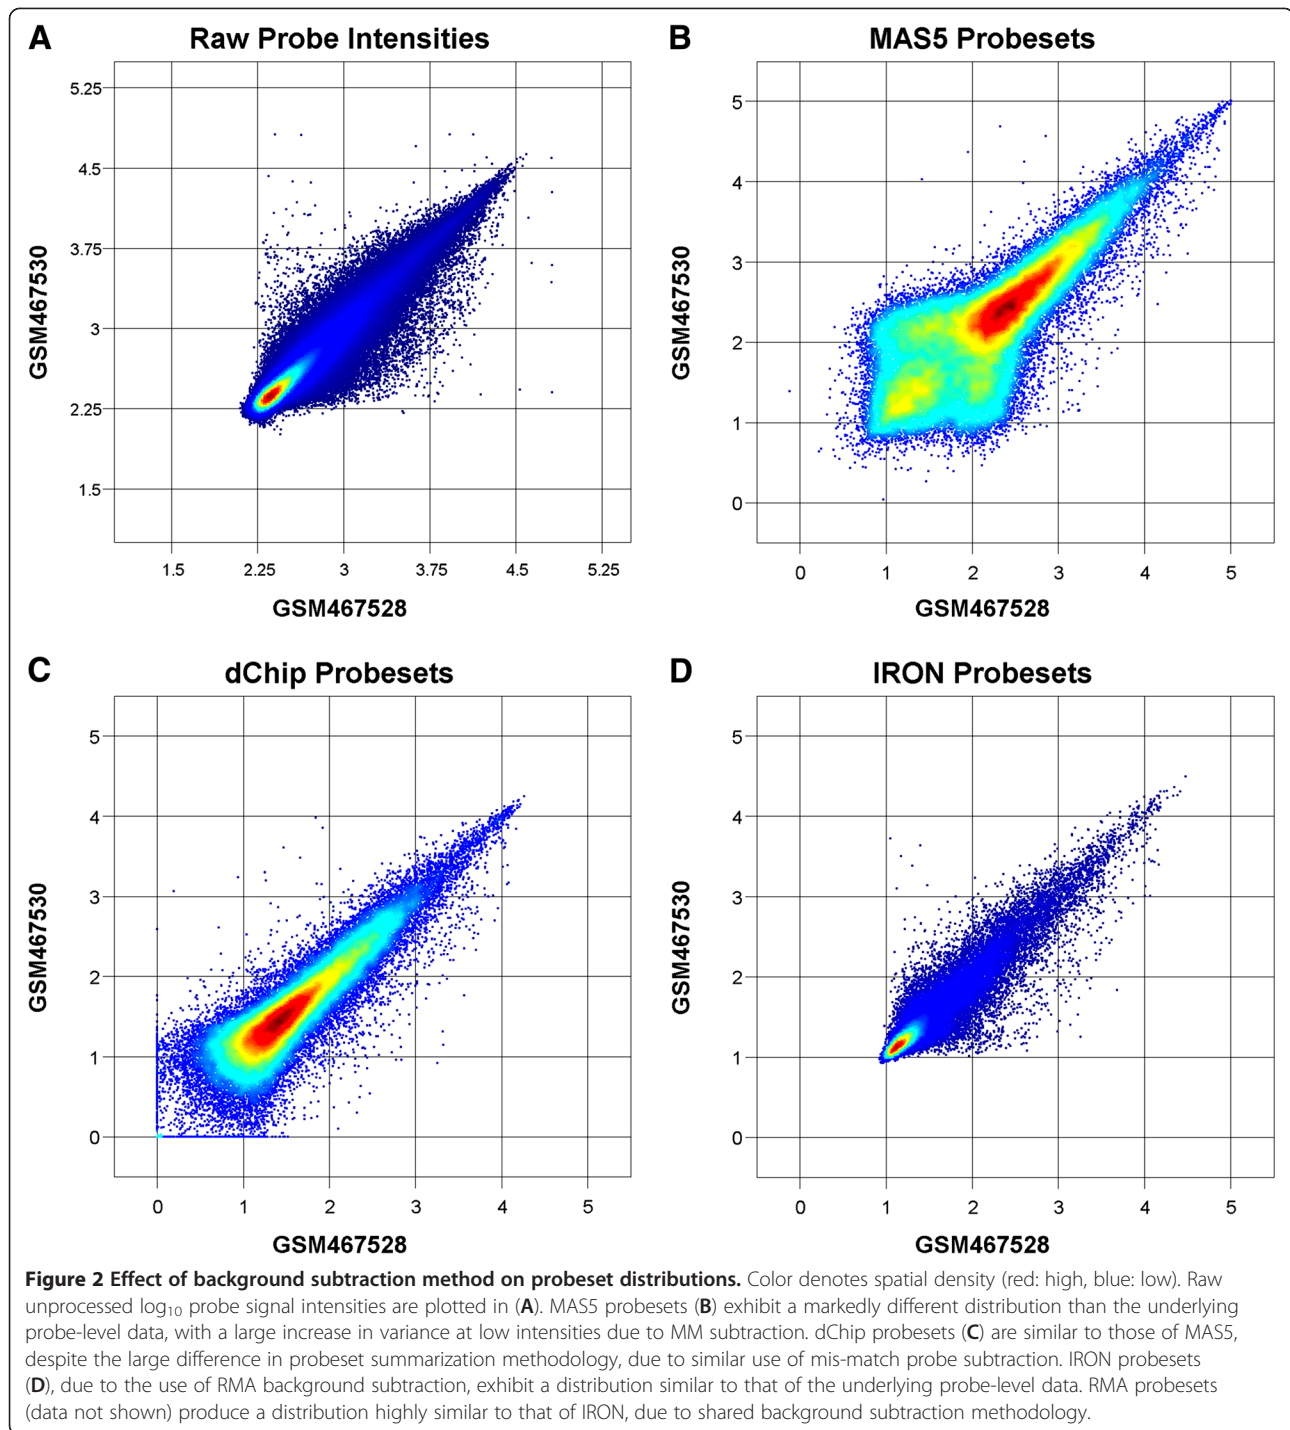 A
Raw Probe Intensities
5.25
4.5
3.75
3
2.25
1.5
GSM467530
1.5 2.25 3 3.75 4.5 5.25
GSM467528
B
MAS5 Probesets
5
4
3
2
1
0
GSM467530
0 1 2 3 4 5
GSM467528
C
dChip Probesets
5
4
3
2
1
0
GSM467530
0 1 2 3 4 5
GSM467528
D
IRON Probesets
5
4
3
2
1
0
GSM467530
0 1 2 3 4 5
GSM467528
Figure 2 Effect of background subtraction method on probeset distributions. Color denotes spatial density (red: high, blue: low). Raw
unprocessed log10 probe signal intensities are plotted in (A). MAS5 probesets (B) exhibit a markedly different distribution than the underlying
probe-level data, with a large increase in variance at low intensities due to MM subtraction. dChip probesets (C) are similar to those of MAS5,
despite the large difference in probeset summarization methodology, due to similar use of mis-match probe subtraction. IRON probesets
(D), due to the use of RMA background subtraction, exhibit a distribution similar to that of the underlying probe-level data. RMA probesets
(data not shown) produce a distribution highly similar to that of IRON, due to shared background subtraction methodology.